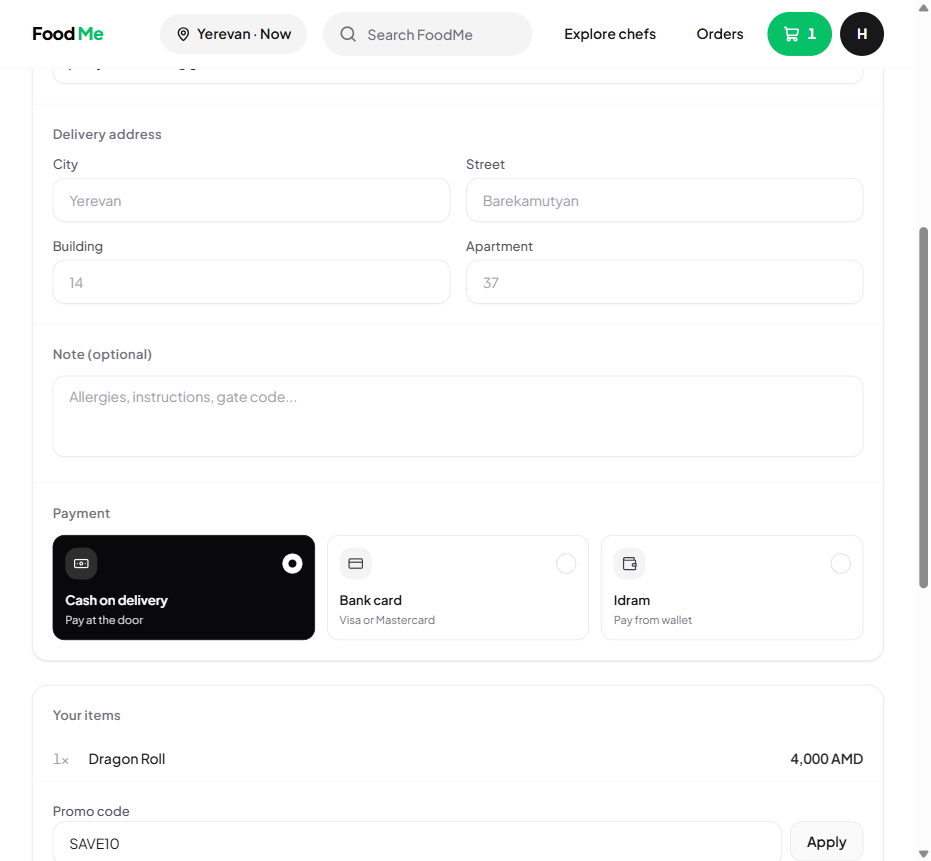 FoodMe
Yerevan · Now
Search FoodMe
Explore chefs
Orders
1
H
Delivery address
City
Street
Yerevan
Barekamutyan
Building
Apartment
14
37
Note (optional)
Allergies, instructions, gate code...
Payment
Cash on delivery
Pay at the door
Bank card
Visa or Mastercard
Idram
Pay from wallet
Your items
1× Dragon Roll 4,000 AMD
Promo code
SAVE10
Apply